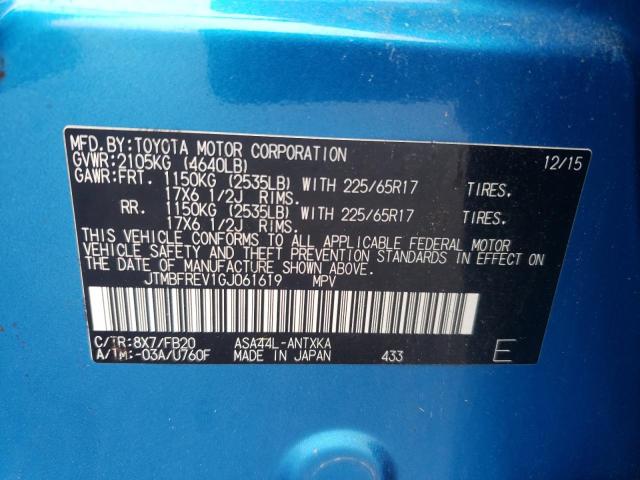 MFD.BY:TOYOTA MOTOR CORPORATION 12/15
GVWR:2105KG (4640LB)
GAWR:FRT. 1150KG (2535LB) WITH 225/65R17 TIRES,
17X6 1/2J RIMS.
RR. 1150KG (2535LB) WITH 225/65R17 TIRES,
17X6 1/2J RIMS.
THIS VEHICLE CONFORMS TO ALL APPLICABLE FEDERAL MOTOR
VEHICLE SAFETY AND THEFT PREVENTION STANDARDS IN EFFECT
ON THE DATE OF MANUFACTURE SHOWN ABOVE.
JTMBFREV1GJ061619 MPV
C/TR:8X7/FB20 ASA44L-ANTXKA
A/TM:-03A/U760F MADE IN JAPAN 433 E